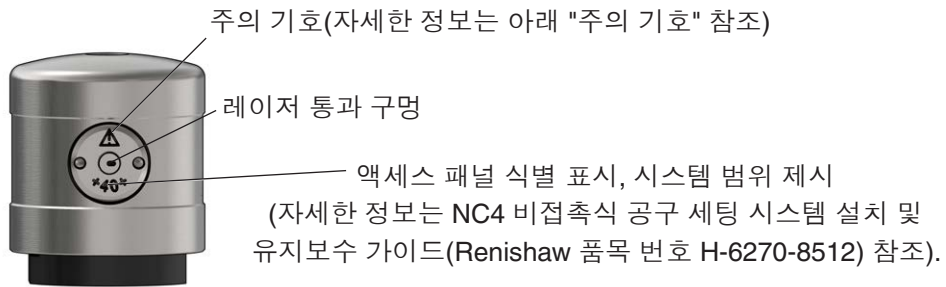 주의 기호(자세한 정보는 아래 "주의 기호" 참조)
레이저 통과 구멍
액세스 패널 식별 표시, 시스템 범위 제시
(자세한 정보는 NC4 비접촉식 공구 세팅 시스템 설치 및
유지보수 가이드(Renishaw 품목 번호 H-6270-8512) 참조).
*40*